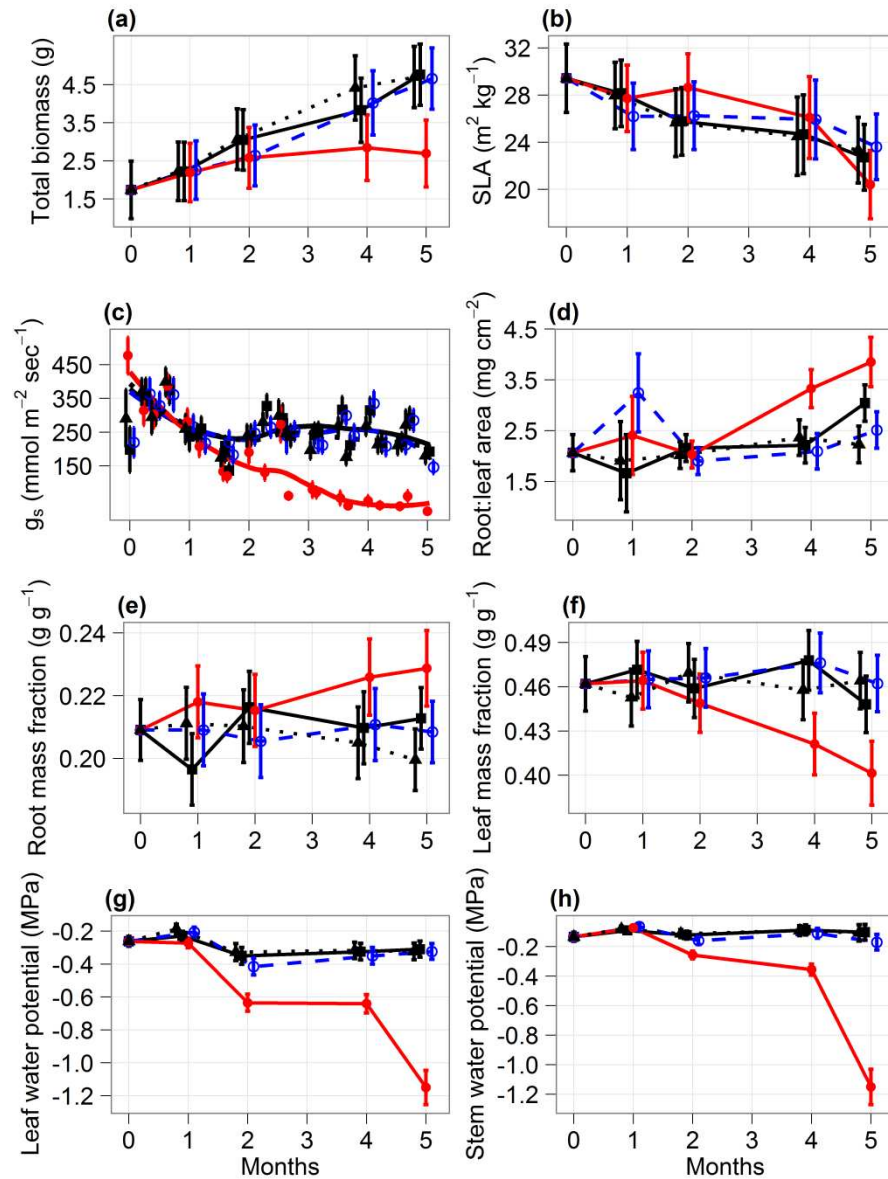 (a)
Total biomass (g)
4.5
3.5
2.5
1.5
0 1 2 3 4 5
(b)
SLA (m² kg⁻¹)
32
28
24
20
0 1 2 3 4 5
(c)
gₛ (mmol m⁻² sec⁻¹)
450
350
250
150
0 1 2 3 4 5
(d)
Root:leaf area (mg cm⁻²)
4.5
3.5
2.5
1.5
0 1 2 3 4 5
(e)
Root mass fraction (g g⁻¹)
0.24
0.22
0.20
0 1 2 3 4 5
(f)
Leaf mass fraction (g g⁻¹)
0.49
0.46
0.43
0.40
0 1 2 3 4 5
(g)
Leaf water potential (MPa)
-0.2
-0.4
-0.6
-0.8
-1.0
-1.2
0 1 2 3 4 5
Months
(h)
Stem water potential (MPa)
-0.2
-0.4
-0.6
-0.8
-1.0
-1.2
0 1 2 3 4 5
Months